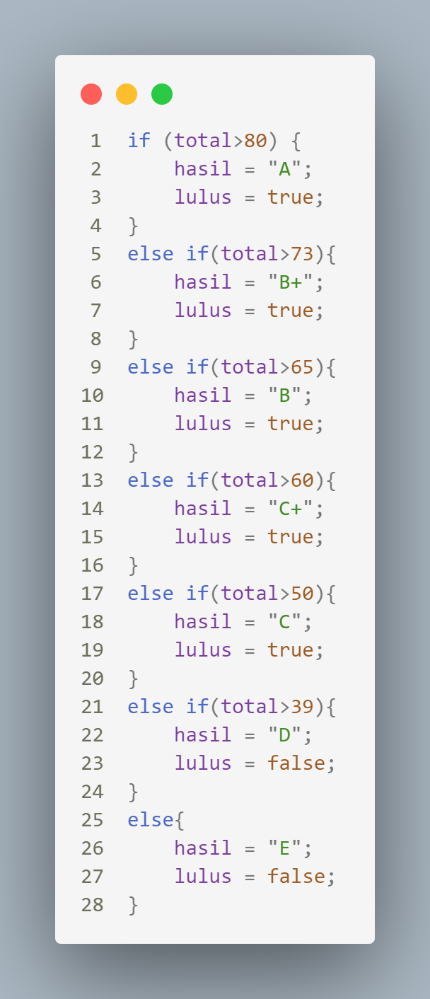 1 if (total>80) {
2     hasil = "A";
3     lulus = true;
4 }
5 else if(total>73){
6     hasil = "B+";
7     lulus = true;
8 }
9 else if(total>65){
10     hasil = "B";
11     lulus = true;
12 }
13 else if(total>60){
14     hasil = "C+";
15     lulus = true;
16 }
17 else if(total>50){
18     hasil = "C";
19     lulus = true;
20 }
21 else if(total>39){
22     hasil = "D";
23     lulus = false;
24 }
25 else{
26     hasil = "E";
27     lulus = false;
28 }